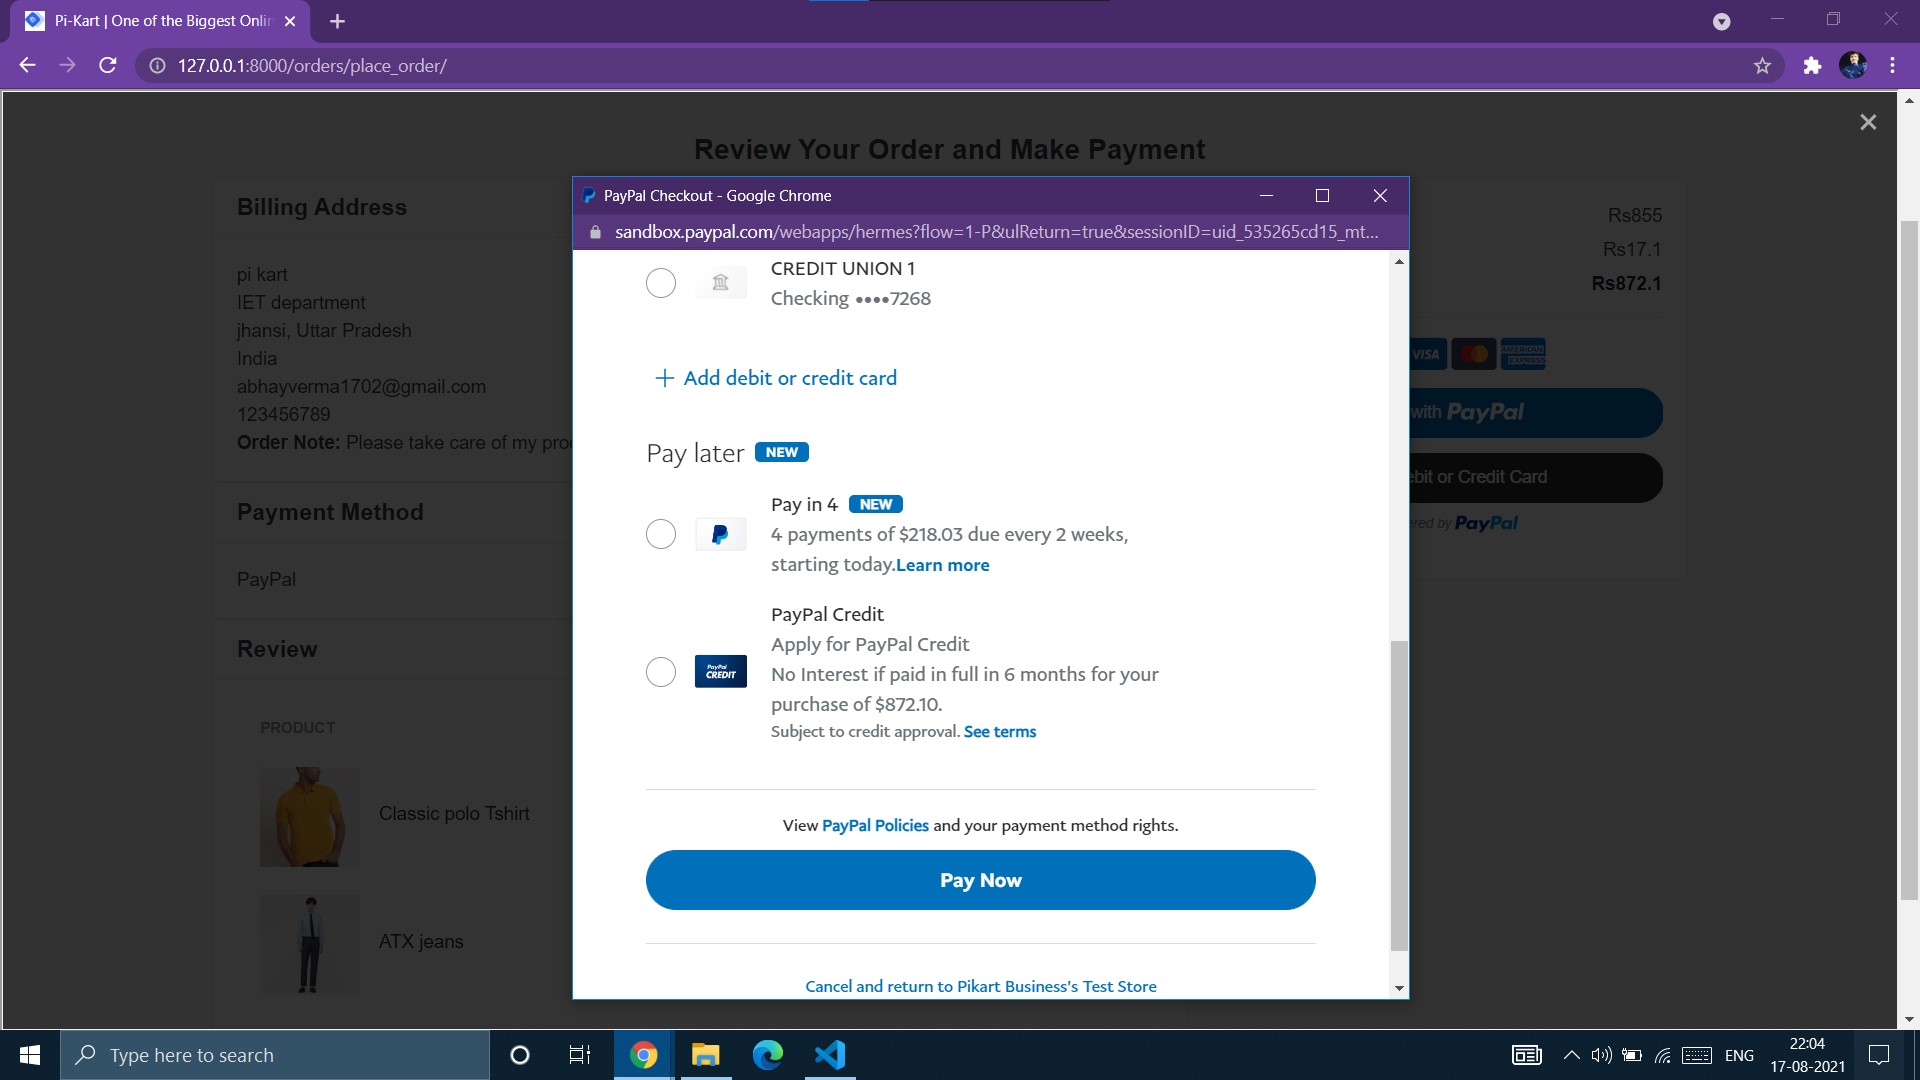 Pi-Kart | One of the Biggest Onlin
127.0.0.1:8000/orders/place_order/
Review Your Order and Make Payment
Billing Address
pi kart
IET department
jhansi, Uttar Pradesh
India
abhayverma1702@gmail.com
123456789
Order Note: Please take care of my pro
Payment Method
PayPal
Review
PRODUCT
Classic polo Tshirt
ATX jeans
PayPal Checkout - Google Chrome
sandbox.paypal.com/webapps/hermes?flow=1-P&ulReturn=true&sessionID=uid_535265cd15_mt...
CREDIT UNION 1
Checking ••••7268
+ Add debit or credit card
Pay later NEW
Pay in 4 NEW
4 payments of $218.03 due every 2 weeks,
starting today.Learn more
PayPal Credit
PayPal
CREDIT
Apply for PayPal Credit
No Interest if paid in full in 6 months for your
purchase of $872.10.
Subject to credit approval. See terms
View PayPal Policies and your payment method rights.
Pay Now
Cancel and return to Pikart Business's Test Store
Rs855
Rs17.1
Rs872.1
VISA
AMERICAN
EXPRESS
with PayPal
ebit or Credit Card
ered by PayPal
Type here to search
ENG
22:04
17-08-2021